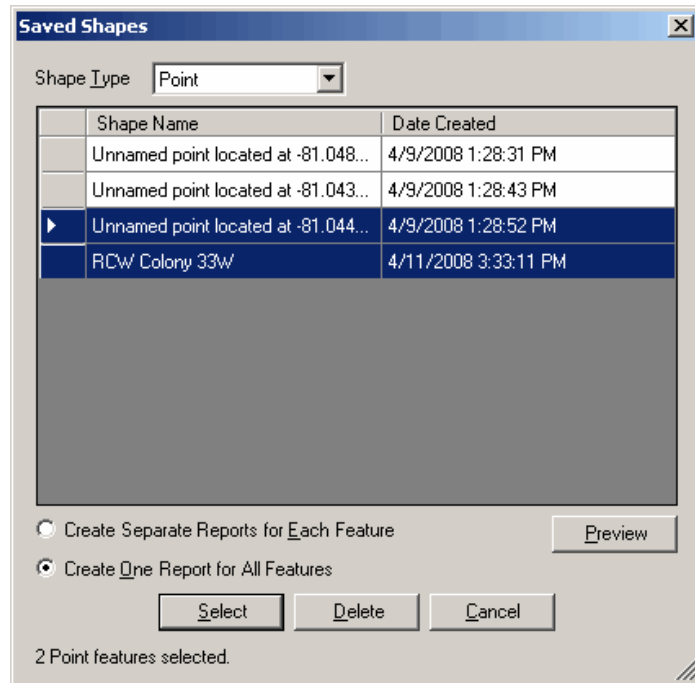 Saved Shapes
Shape Type Point
Shape Name Date Created
Unnamed point located at -81.048... 4/9/2008 1:28:31 PM
Unnamed point located at -81.043... 4/9/2008 1:28:43 PM
Unnamed point located at -81.044... 4/9/2008 1:28:52 PM
RCW Colony 33W 4/11/2008 3:33:11 PM
Create Separate Reports for Each Feature
Preview
Create One Report for All Features
Select Delete Cancel
2 Point features selected.